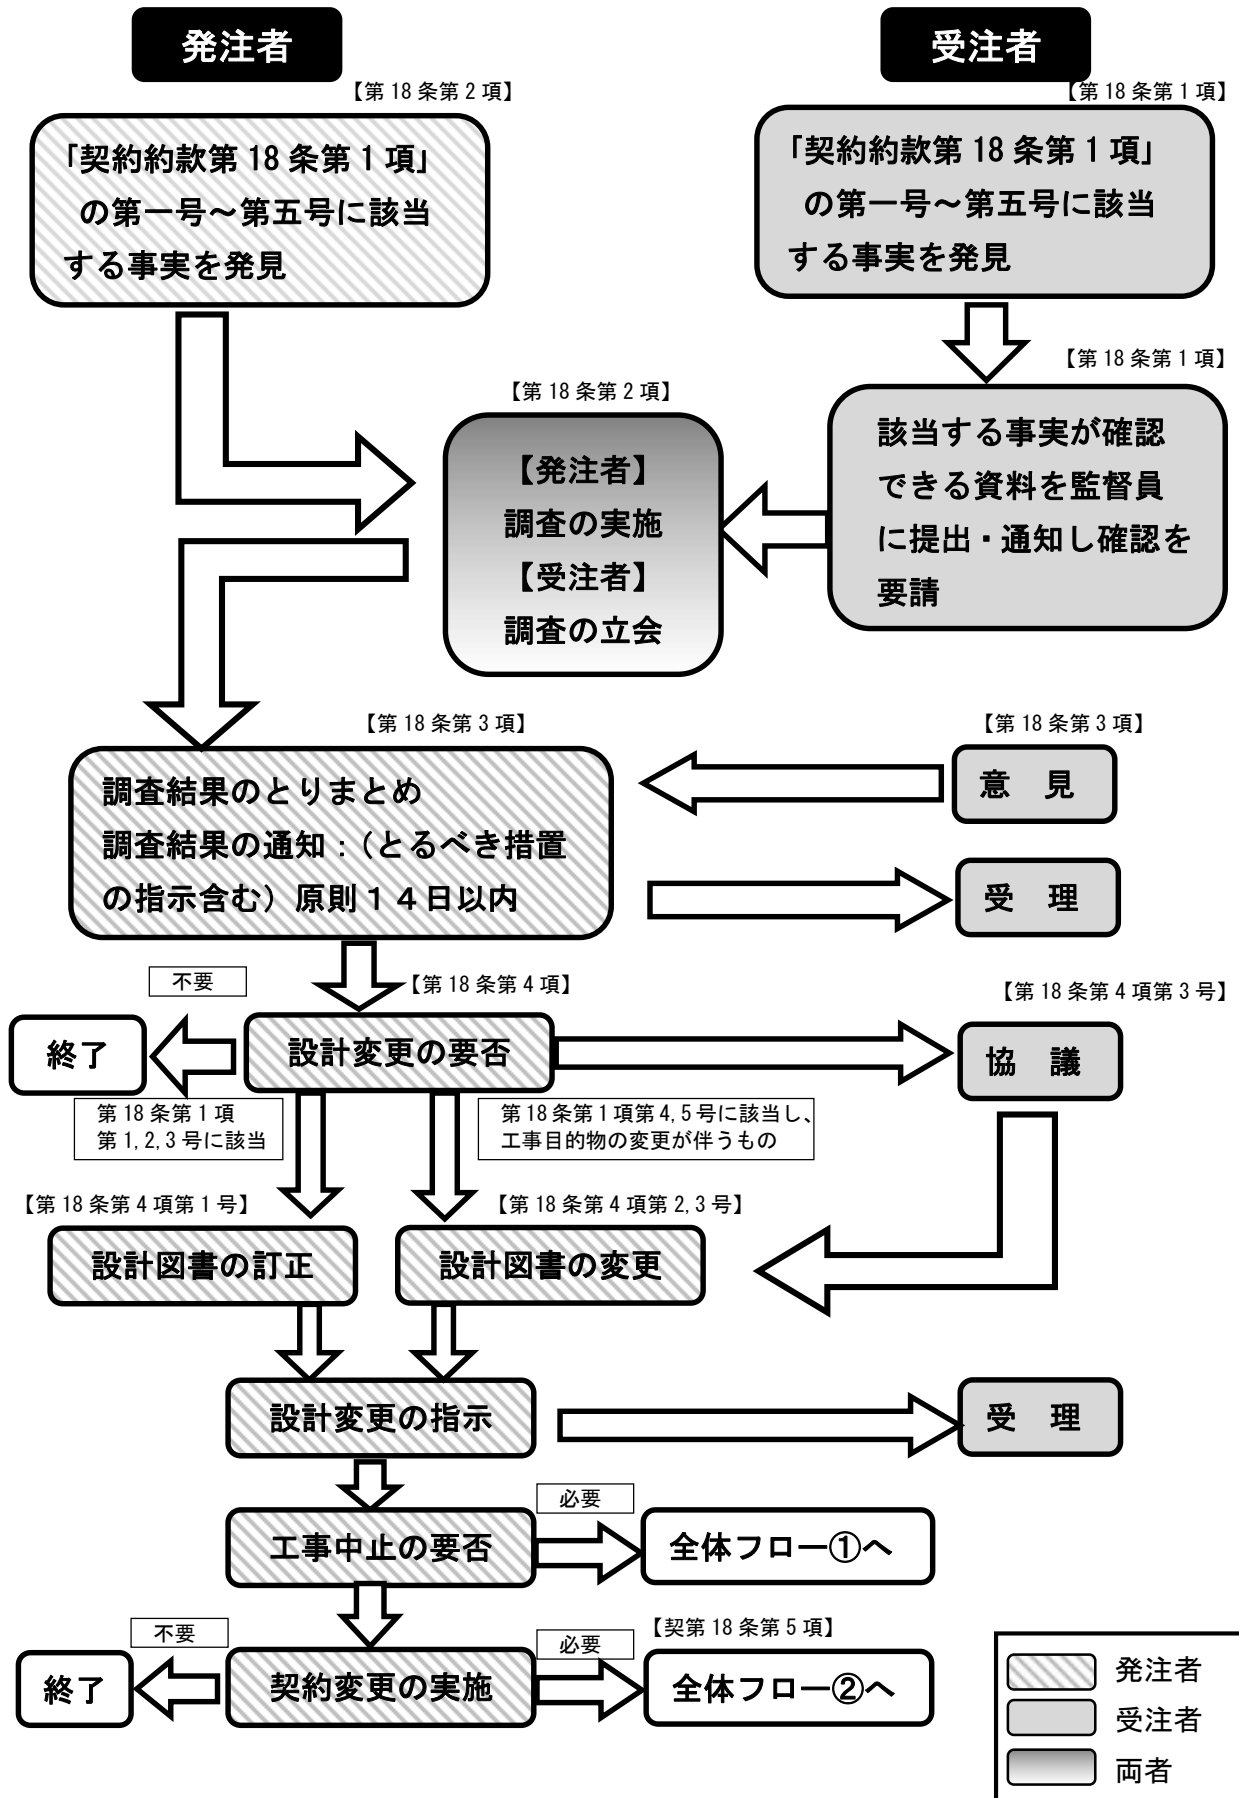 発注者
受注者
【第18条第2項】
【第18条第1項】
「契約約款第18条第1項」
の第一号～第五号に該当
する事実を発見
「契約約款第18条第1項」
の第一号～第五号に該当
する事実を発見
【第18条第1項】
【第18条第2項】
該当する事実が確認
できる資料を監督員
に提出・通知し確認を
要請
【発注者】
調査の実施
【受注者】
調査の立会
【第18条第3項】
【第18条第3項】
調査結果のとりまとめ
調査結果の通知：（とるべき措置
の指示含む）原則１４日以内
意　見
受　理
不要
【第18条第4項】
【第18条第4項第3号】
終了
設計変更の要否
協　議
第18条第1項
第1,2,3号に該当
第18条第1項第4,5号に該当し、
工事目的物の変更が伴うもの
【第18条第4項第1号】
【第18条第4項第2,3号】
設計図書の訂正
設計図書の変更
設計変更の指示
受　理
工事中止の要否
必要
全体フロー①へ
不要
必要
【契第18条第5項】
終了
契約変更の実施
全体フロー②へ
発注者
受注者
両者